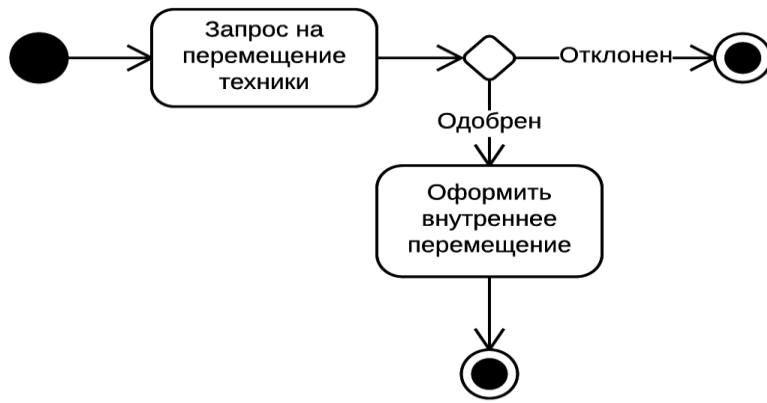 Запрос на
перемещение
техники
Отклонен
Одобрен
Оформить
внутреннее
перемещение